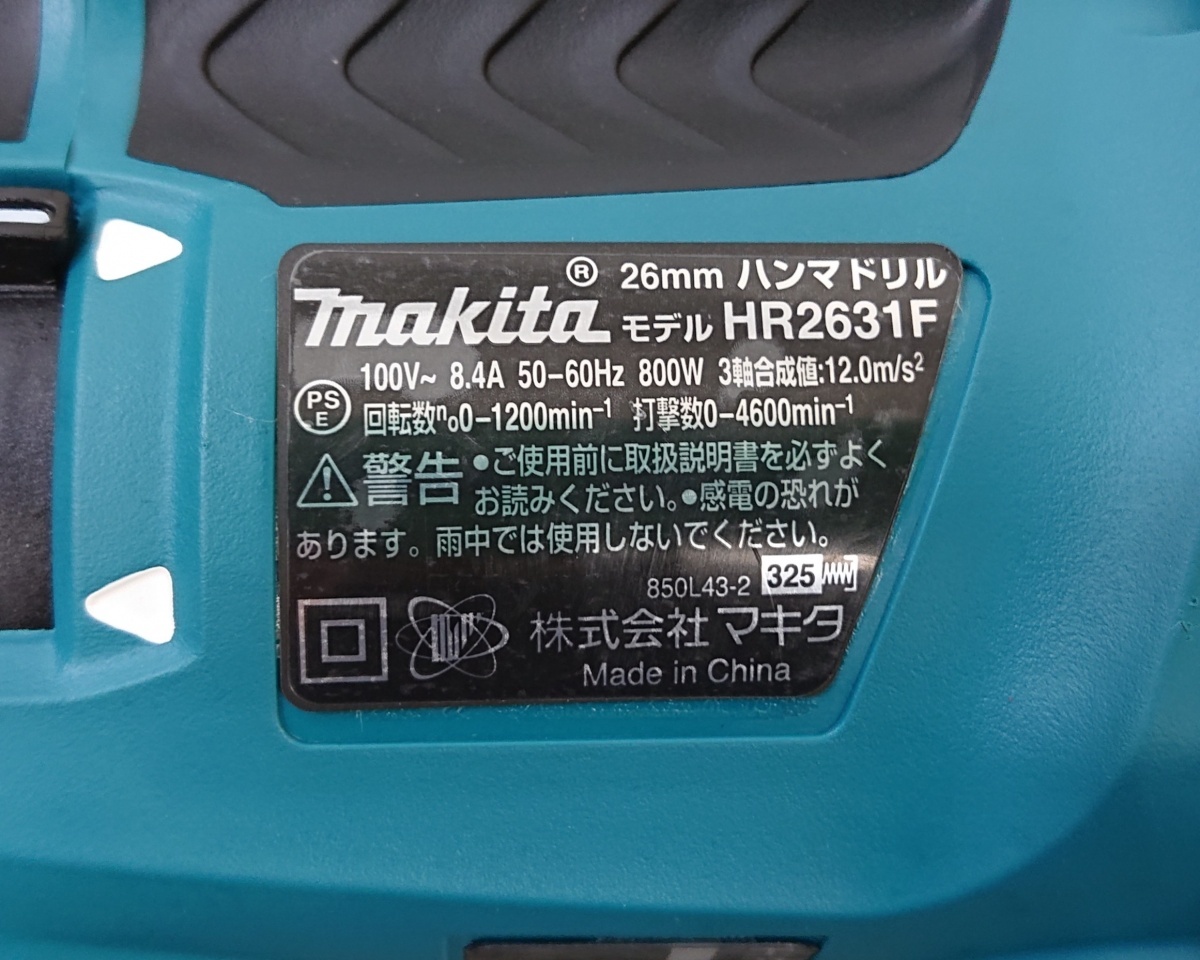 makita® 26mm ハンマドリル
モデル HR2631F
100V~ 8.4A 50-60Hz 800W 3軸合成値:12.0m/s²
PS
E
回転数n₀0-1200min⁻¹ 打撃数0-4600min⁻¹
警告 •ご使用前に取扱説明書を必ずよく
お読みください。•感電の恐れが
あります。雨中では使用しないでください。
850L43-2 325
株式会社マキタ
Made in China